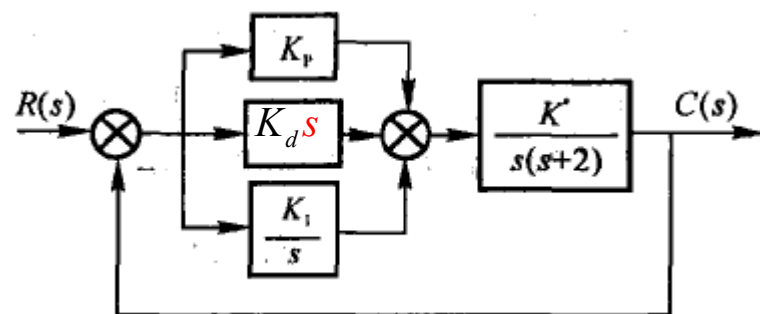 K_p
R(s)
K_d s
K*
s(s+2)
C(s)
−
K_i
s